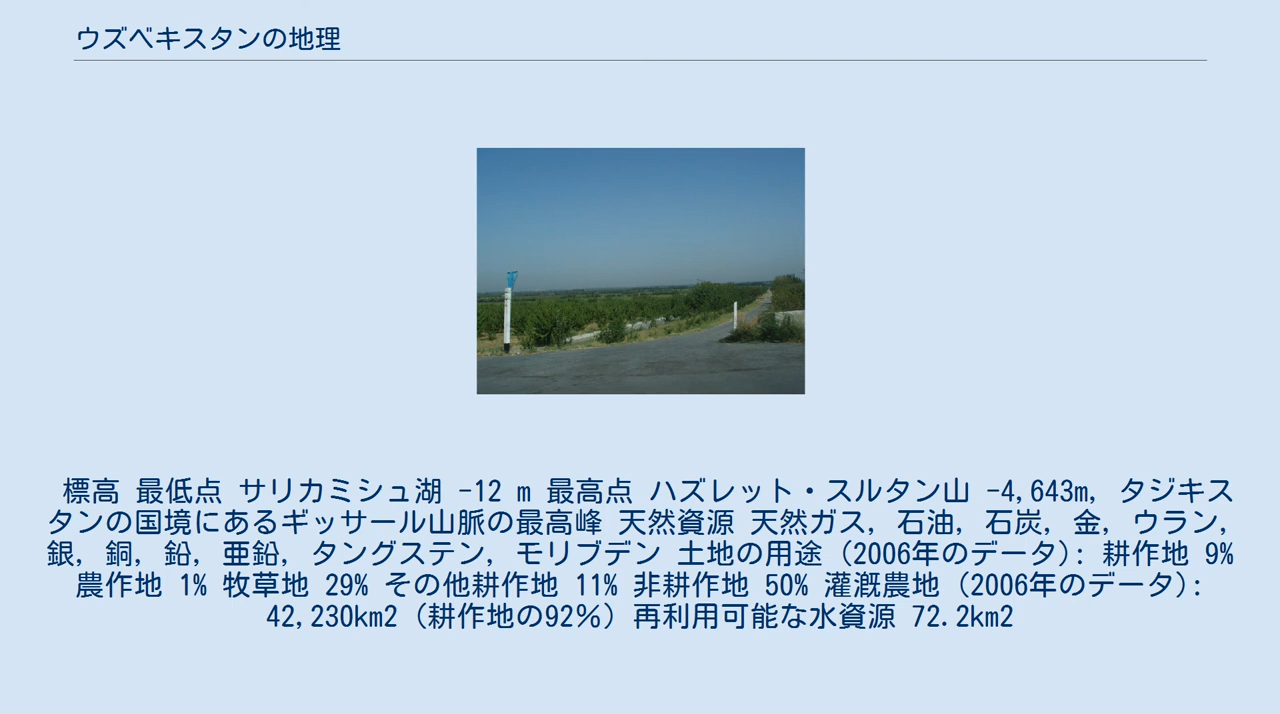 ウズベキスタンの地理
標高 最低点 サリカミシュ湖 -12 m 最高点 ハズレット・スルタン山 -4,643m, タジキス
タンの国境にあるギッサール山脈の最高峰 天然資源 天然ガス, 石油, 石炭, 金, ウラン,
銀, 銅, 鉛, 亜鉛, タングステン, モリブデン 土地の用途 (2006年のデータ): 耕作地 9%
農作地 1% 牧草地 29% その他耕作地 11% 非耕作地 50% 灌漑農地 (2006年のデータ):
42,230km2 (耕作地の92%) 再利用可能な水資源 72.2km2